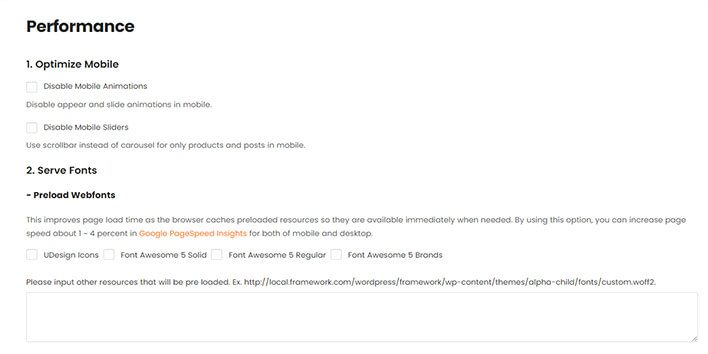 Performance
1. Optimize Mobile
Disable Mobile Animations
Disable appear and slide animations in mobile.
Disable Mobile Sliders
Use scrollbar instead of carousel for only products and posts in mobile.
2. Serve Fonts
- Preload Webfonts
This improves page load time as the browser caches preloaded resources so they are available immediately when needed. By using this option, you can increase page
speed about 1 ~ 4 percent in Google PageSpeed Insights for both of mobile and desktop.
UDesign Icons Font Awesome 5 Solid Font Awesome 5 Regular Font Awesome 5 Brands
Please input other resources that will be pre loaded. Ex. http://local.framework.com/wordpress/framework/wp-content/themes/alpha-child/fonts/custom.woff2.